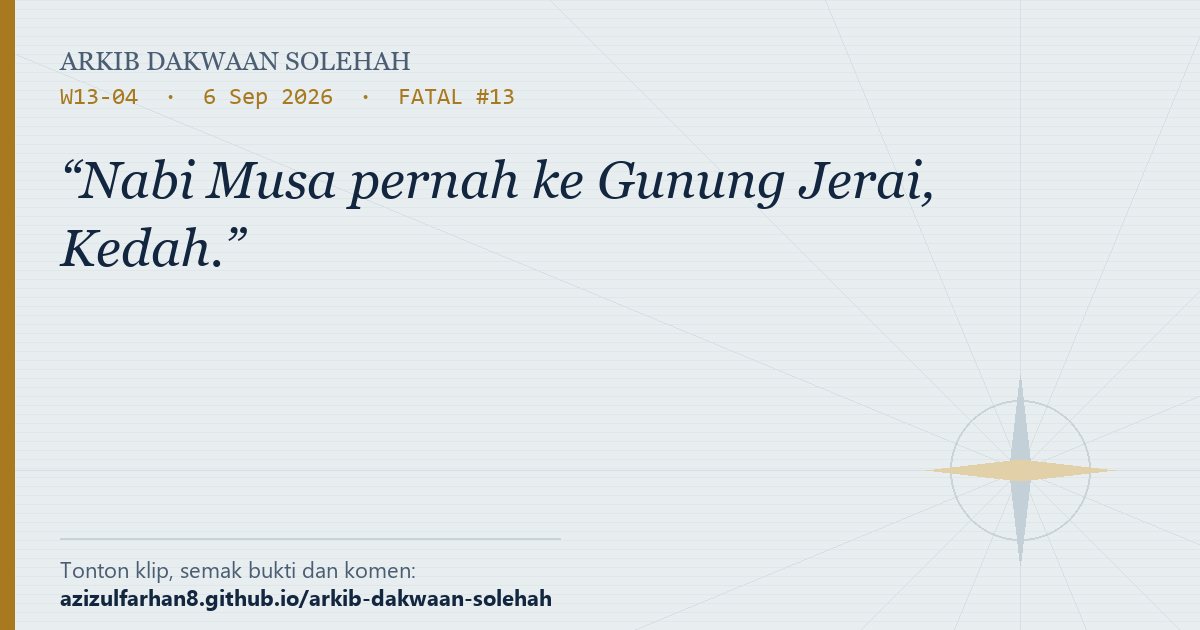 ARKIB DAKWAAN SOLEHAH
W13-04 · 6 Sep 2026 · FATAL #13
“Nabi Musa pernah ke Gunung Jerai,
Kedah.”
Tonton klip, semak bukti dan komen:
azizulfarhan8.github.io/arkib-dakwaan-solehah